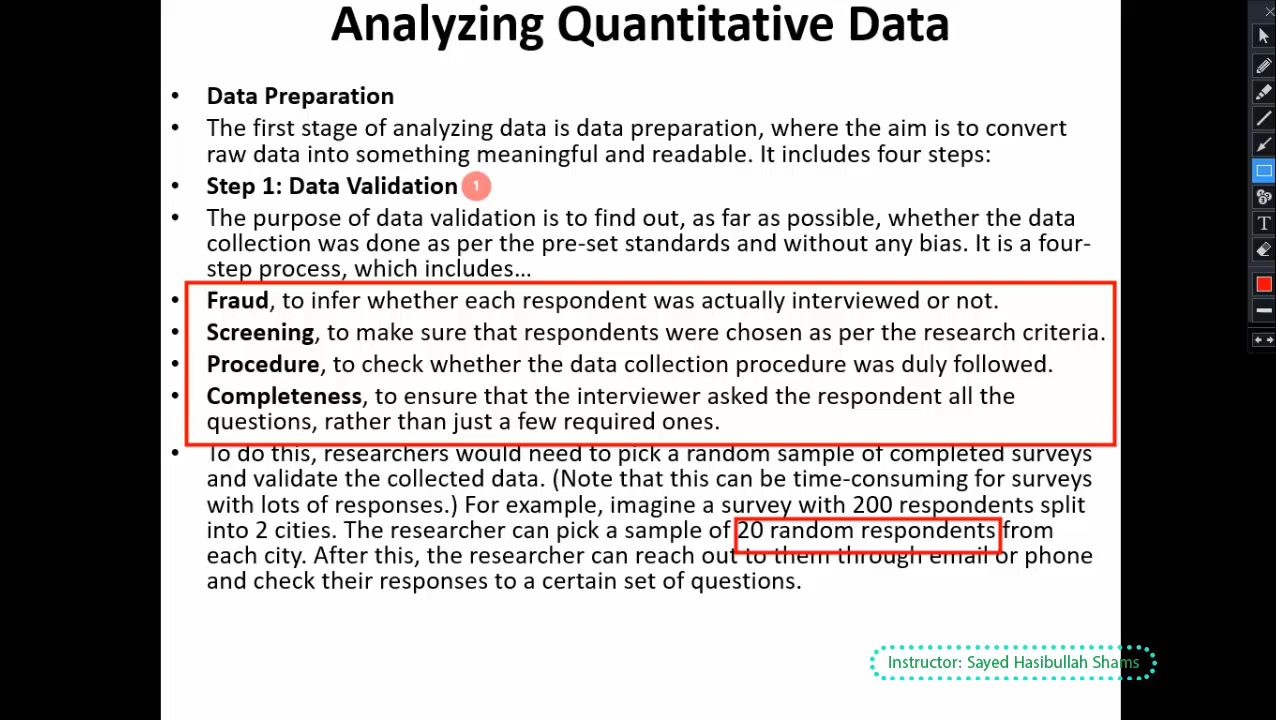 Analyzing Quantitative Data
• Data Preparation
• The first stage of analyzing data is data preparation, where the aim is to convert
raw data into something meaningful and readable. It includes four steps:
• Step 1: Data Validation 1
• The purpose of data validation is to find out, as far as possible, whether the data
collection was done as per the pre-set standards and without any bias. It is a four-
step process, which includes…
• Fraud, to infer whether each respondent was actually interviewed or not.
• Screening, to make sure that respondents were chosen as per the research criteria.
• Procedure, to check whether the data collection procedure was duly followed.
• Completeness, to ensure that the interviewer asked the respondent all the
questions, rather than just a few required ones.
• To do this, researchers would need to pick a random sample of completed surveys
and validate the collected data. (Note that this can be time-consuming for surveys
with lots of responses.) For example, imagine a survey with 200 respondents split
into 2 cities. The researcher can pick a sample of 20 random respondents from
each city. After this, the researcher can reach out to them through email or phone
and check their responses to a certain set of questions.
Instructor: Sayed Hasibullah Shams